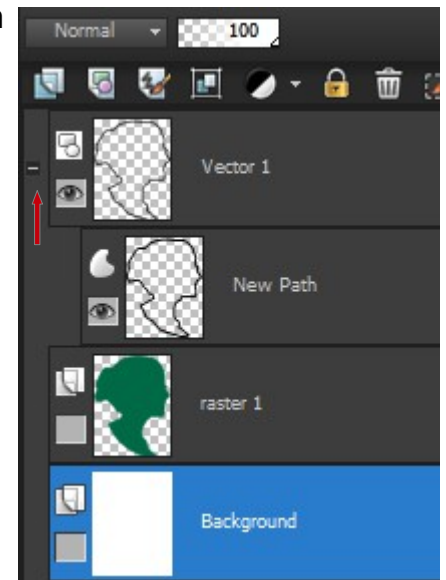 n
Normal 100
Vector 1
New Path
raster 1
Background